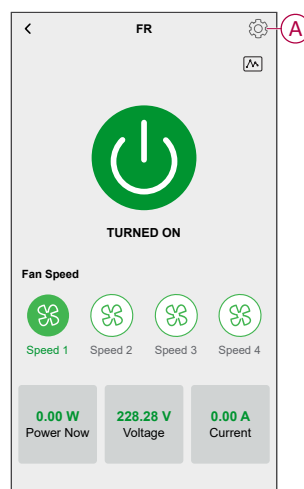 FR
A
TURNED ON
Fan Speed
Speed 1 Speed 2 Speed 3 Speed 4
0.00 W 228.28 V 0.00 A
Power Now Voltage Current